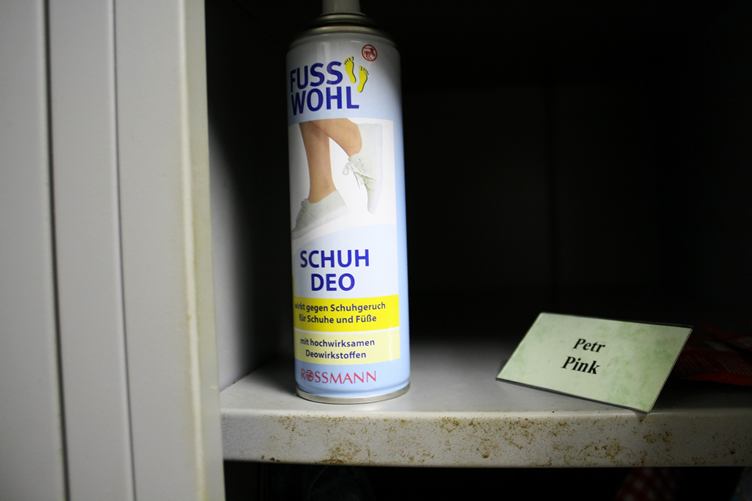 FUSS
WOHL
SCHUH
DEO
wirkt gegen Schuhgeruch
für Schuhe und Füße
mit hochwirksamen
Deowirkstoffen
ROSSMANN
Petr
Pink